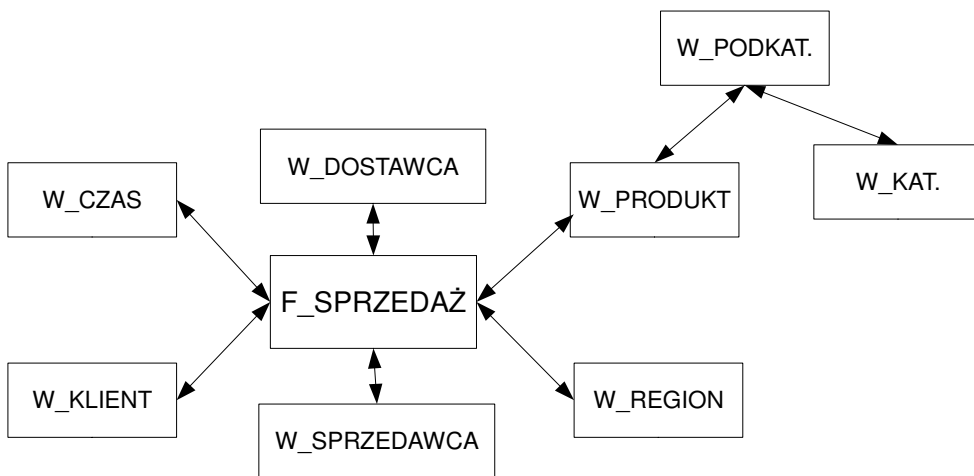 W_PODKAT.
W_DOSTAWCA
W_CZAS
W_PRODUKT
W_KAT.
F_SPRZEDAŻ
W_KLIENT
W_REGION
W_SPRZEDAWCA